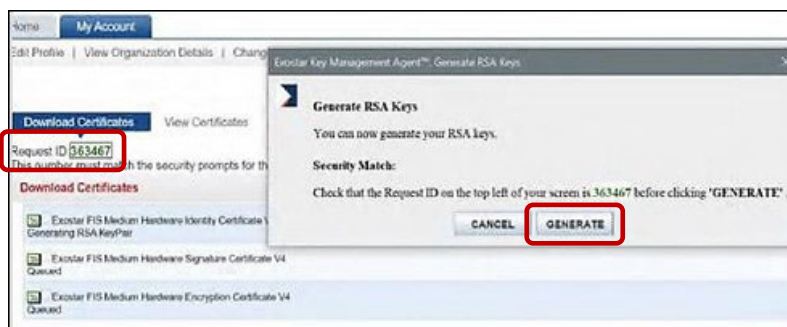 Home My Account
Edit Profile | View Organization Details | Chang
Exostar Key Management Agent™: Generate RSA Keys
Generate RSA Keys
You can now generate your RSA keys.
Download Certificates View Certificates
Security Match:
Request ID 363467
This number must match the security prompts for th
Check that the Request ID on the top left of your screen is 363467 before clicking 'GENERATE'.
Download Certificates
CANCEL GENERATE
Exostar FIS Medium Hardware Identity Certificate V
Generating RSA KeyPair
Exostar FIS Medium Hardware Signature Certificate V4
Queued
Exostar FIS Medium Hardware Encryption Certificate V4
Queued